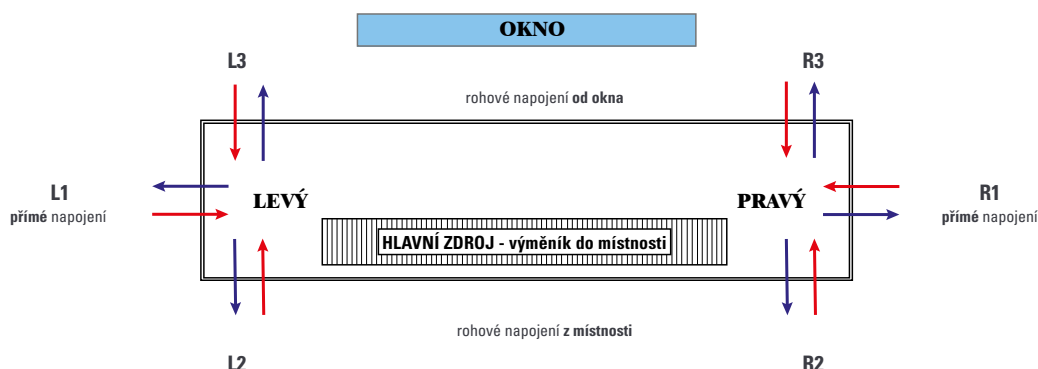 OKNO
L3
R3
rohové napojení od okna
L1
přímé napojení
LEVÝ
PRAVÝ
R1
přímé napojení
HLAVNÍ ZDROJ - výměník do místnosti
rohové napojení z místnosti
L2
R2